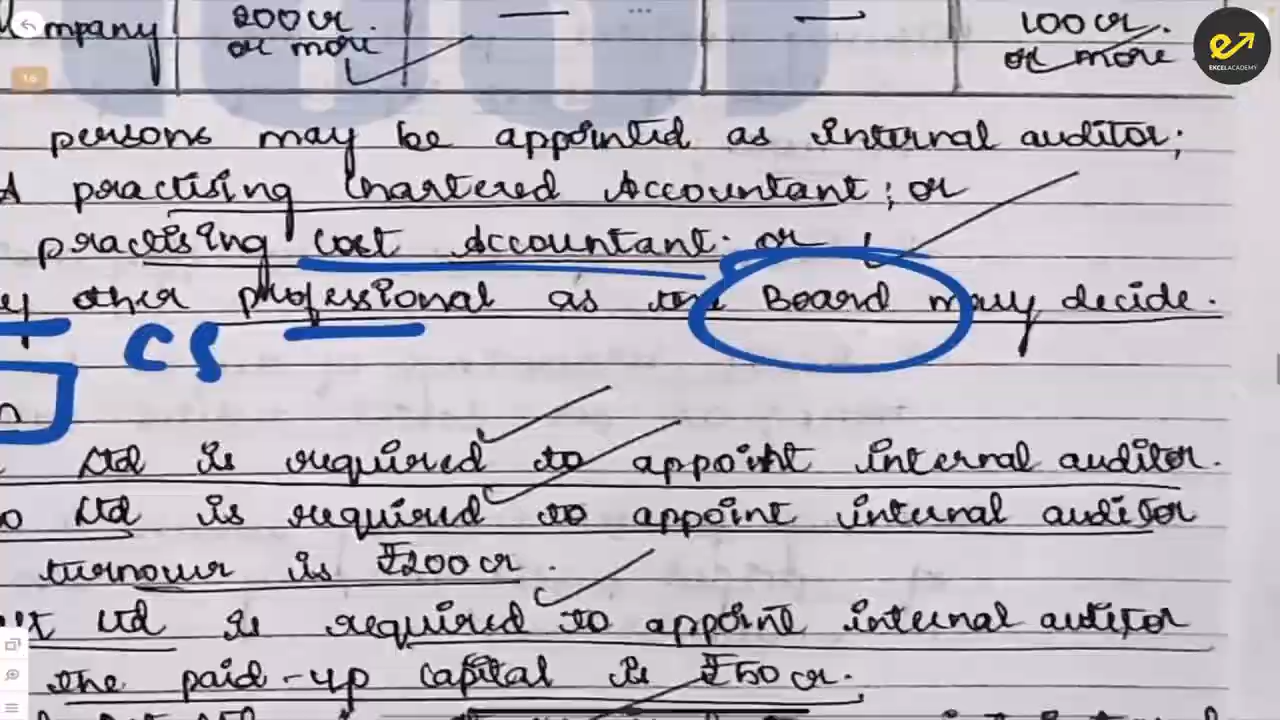 mpany 200 cr. — — 100 cr.
or more or more
16
EXCELACADEMY
persons may be appointed as internal auditor;
A practising Chartered Accountant; or
practising Cost Accountant. or
other professional as the Board may decide.
CS
Ltd is required to appoint internal auditor.
Ltd is required to appoint internal auditor
turnover is ₹200 cr.
Ltd is required to appoint internal auditor
the paid-up capital is ₹50 cr.